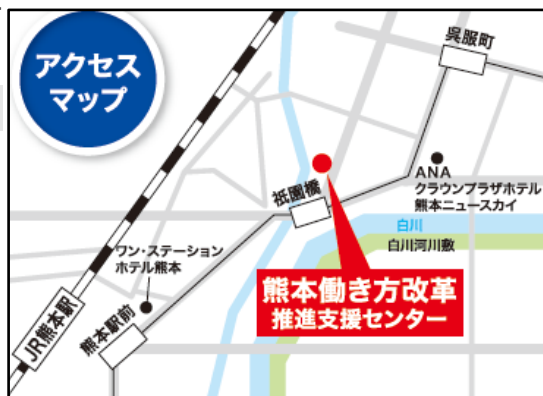 アクセス
マップ
呉服町
ANA
クラウンプラザホテル
熊本ニュースカイ
祇園橋
白川
白川河川敷
ワン・ステーション
ホテル熊本
熊本働き方改革
推進支援センター
JR熊本駅
熊本駅前